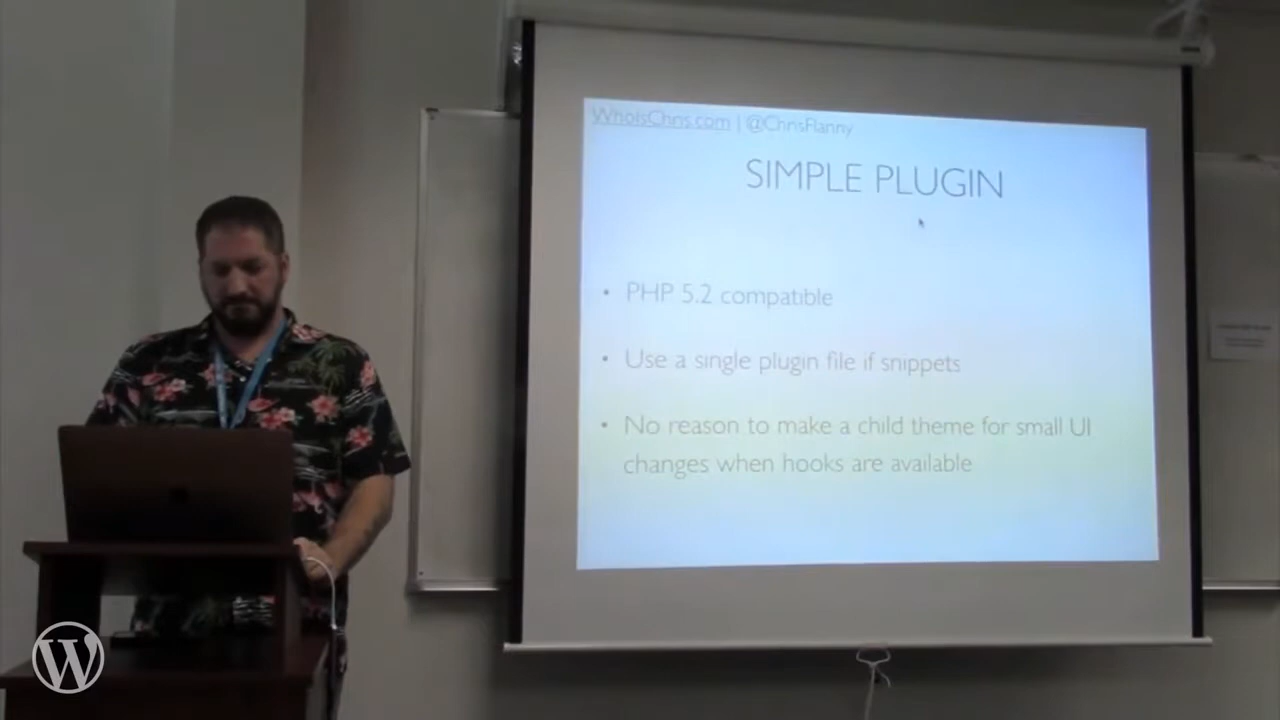 WhoIsChris.com | @ChrisFlanny
SIMPLE PLUGIN
• PHP 5.2 compatible
• Use a single plugin file if snippets
• No reason to make a child theme for small UI
changes when hooks are available